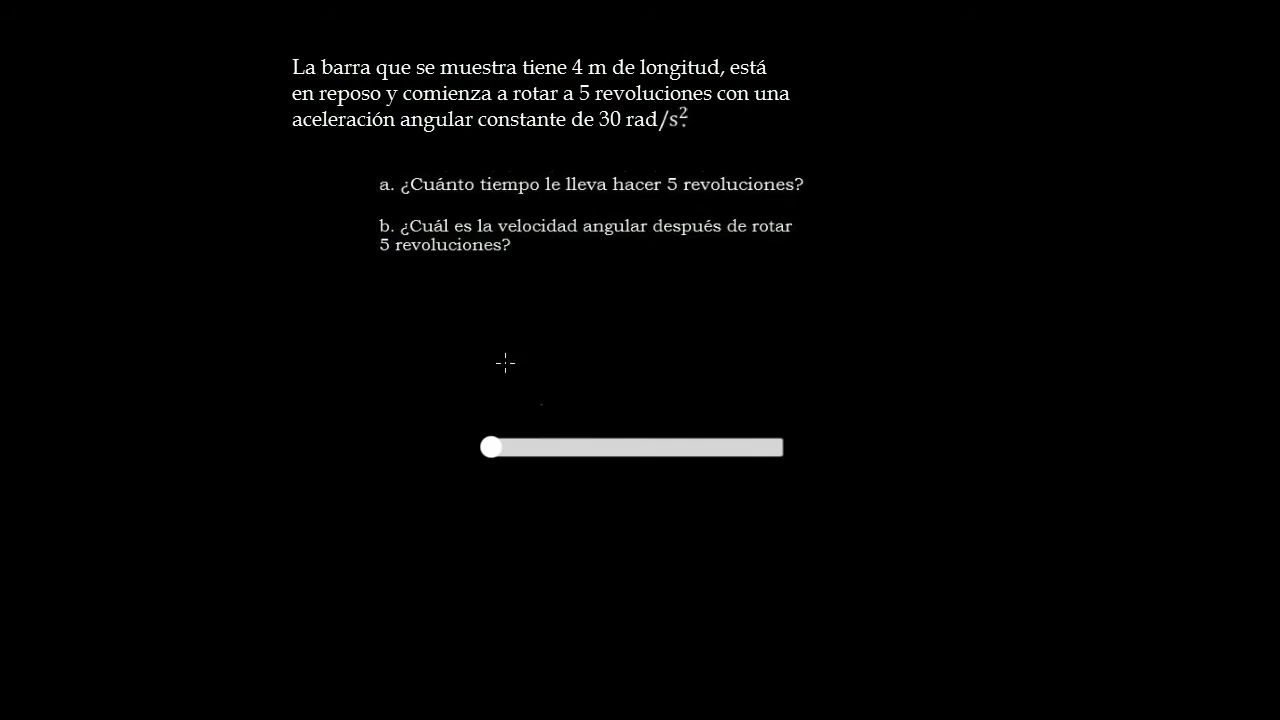 La barra que se muestra tiene 4 m de longitud, está
en reposo y comienza a rotar a 5 revoluciones con una
aceleración angular constante de 30 rad/s².
a. ¿Cuánto tiempo le lleva hacer 5 revoluciones?
b. ¿Cuál es la velocidad angular después de rotar
5 revoluciones?